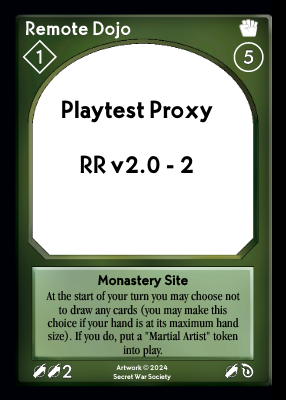 Remote Dojo
1
5
Playtest Proxy
RR v2.0 - 2
Monastery Site
At the start of your turn you may choose not
to draw any cards (you may make this
choice if your hand is at its maximum hand
size). If you do, put a "Martial Artist" token
into play.
2
Artwork © 2024
Secret War Society